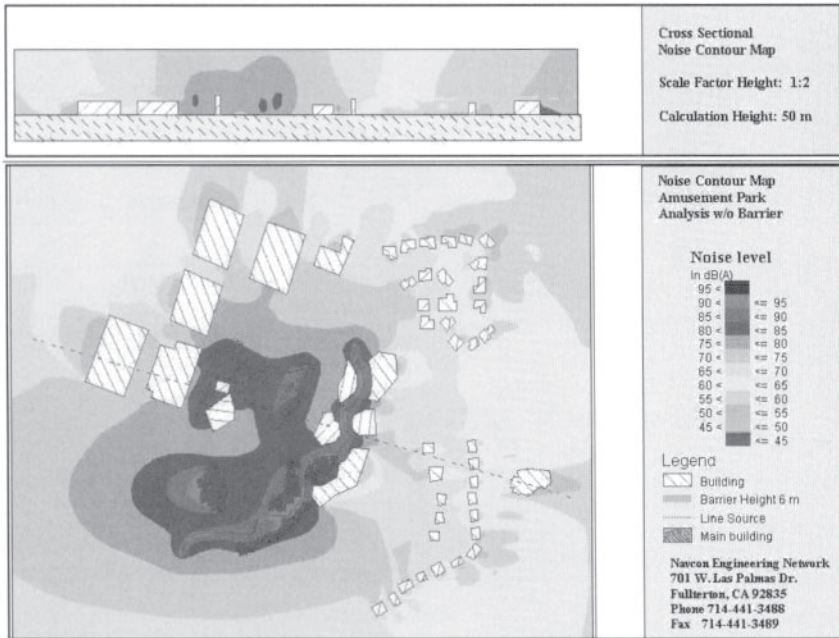 Cross Sectional
Noise Contour Map
Scale Factor Height: 1:2
Calculation Height: 50 m
Noise Contour Map
Amusement Park
Analysis w/o Barrier
Noise level
In dB(A)
95 <
90 < <= 95
85 < <= 90
80 < <= 85
75 < <= 80
70 < <= 75
65 < <= 70
60 < <= 65
55 < <= 60
50 < <= 55
45 < <= 50
<= 45
Legend
Building
Barrier Height 6 m
Line Source
Main building
Navcon Engineering Network
701 W. Las Palmas Dr.
Fullterton, CA 92835
Phone 714-441-3488
Fax 714-441-3489